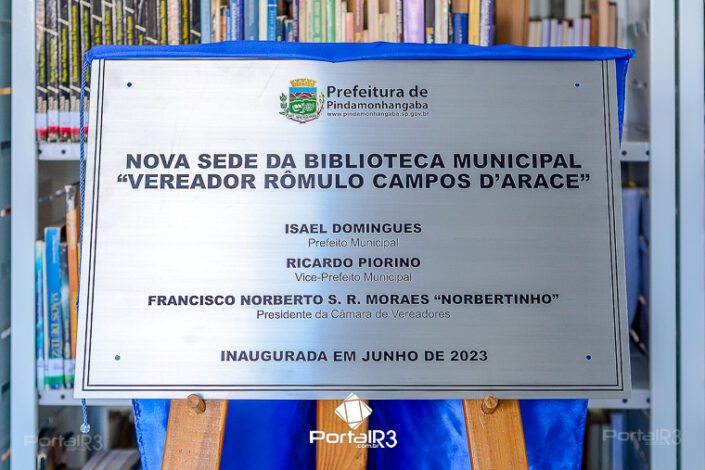 Prefeitura de
Pindamonhangaba
www.pindamonhangaba.sp.gov.br
NOVA SEDE DA BIBLIOTECA MUNICIPAL
“VEREADOR RÔMULO CAMPOS D’ARACE”
ISAEL DOMINGUES
Prefeito Municipal
RICARDO PIORINO
Vice-Prefeito Municipal
FRANCISCO NORBERTO S. R. MORAES “NORBERTINHO”
Presidente da Câmara de Vereadores
INAUGURADA EM JUNHO DE 2023
PortalR3
.com.br
PortalR3
PortalR3